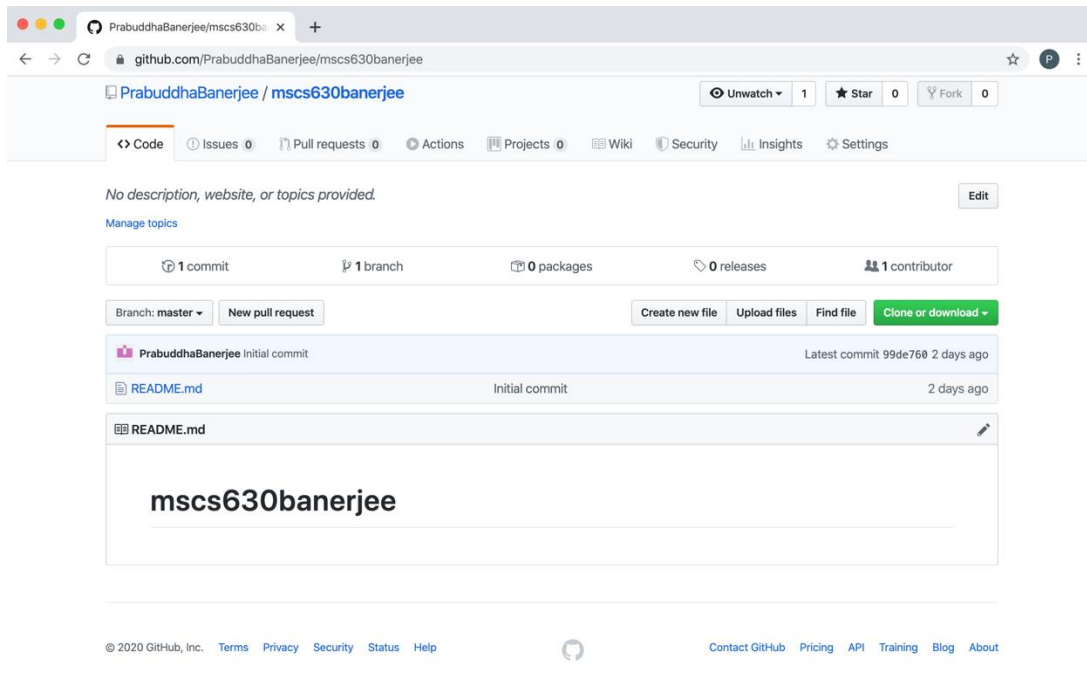 PrabuddhaBanerjee/mscs630ba
github.com/PrabuddhaBanerjee/mscs630banerjee P
PrabuddhaBanerjee / mscs630banerjee Unwatch 1 Star 0 Fork 0
Code Issues 0 Pull requests 0 Actions Projects 0 Wiki Security Insights Settings
No description, website, or topics provided. Edit
Manage topics
1 commit 1 branch 0 packages 0 releases 1 contributor
Branch: master New pull request Create new file Upload files Find file Clone or download
PrabuddhaBanerjee Initial commit Latest commit 99de760 2 days ago
README.md Initial commit 2 days ago
README.md
mscs630banerjee
© 2020 GitHub, Inc. Terms Privacy Security Status Help Contact GitHub Pricing API Training Blog About